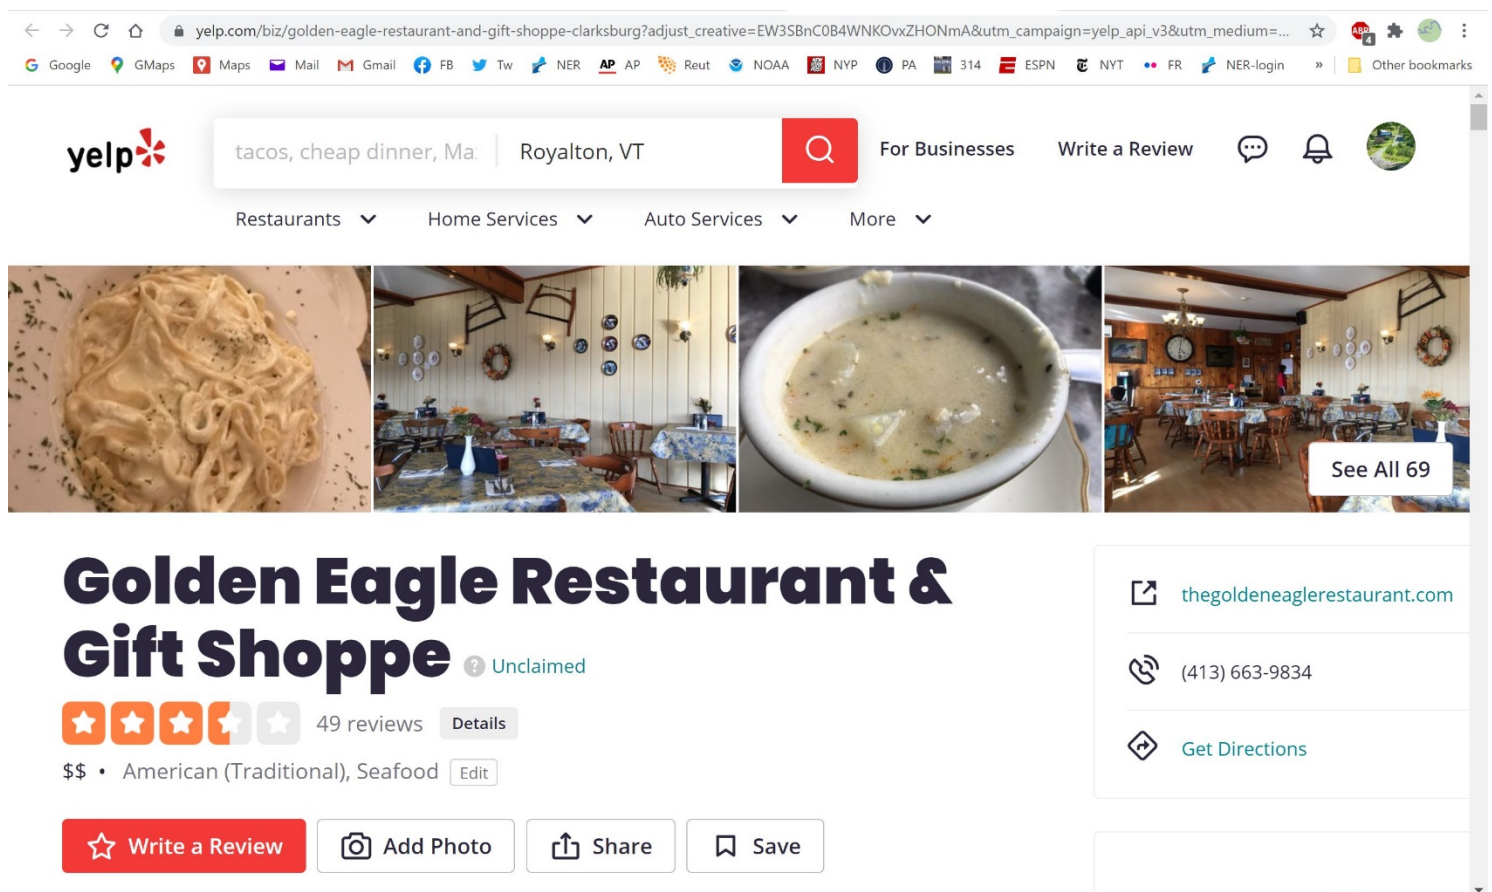 yelp.com/biz/golden-eagle-restaurant-and-gift-shoppe-clarksburg?adjust_creative=EW3SBnC0B4WNKOvxZHONmA&utm_campaign=yelp_api_v3&utm_medium=...
ABP
4
G Google GMaps Maps Mail M Gmail FB Tw NER AP AP Reut NOAA NYP PA 314 ESPN NYT FR NER-login » Other bookmarks
yelp tacos, cheap dinner, Ma Royalton, VT For Businesses Write a Review
Restaurants Home Services Auto Services More
See All 69
Golden Eagle Restaurant &
Gift Shoppe ? Unclaimed
49 reviews Details
$$ • American (Traditional), Seafood Edit
Write a Review Add Photo Share Save
thegoldeneaglerestaurant.com
(413) 663-9834
Get Directions